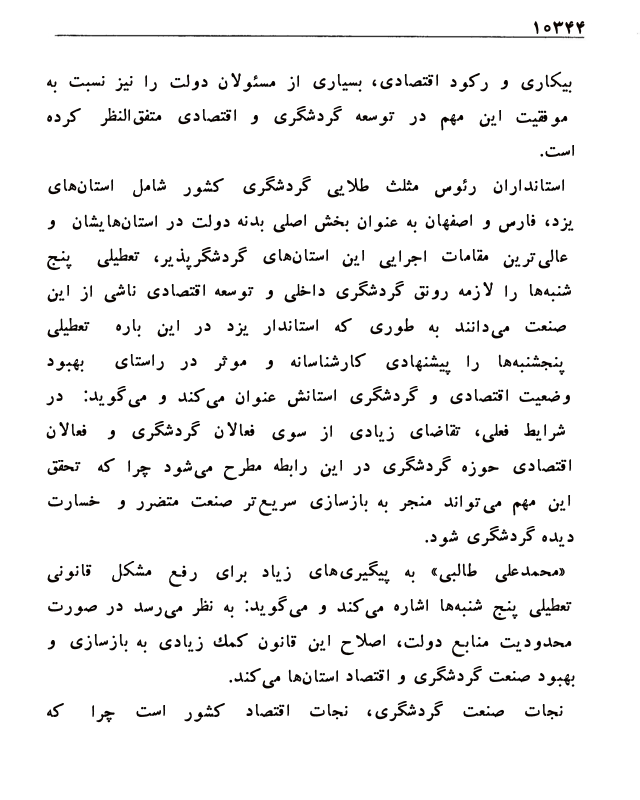 ۱۰۳۴۴
بیکاری و رکود اقتصادی، بسیاری از مسئولان دولت را نیز نسبت به
موفقیت این مهم در توسعه گردشگری و اقتصادی متفق‌النظر کرده
است.
استانداران رئوس مثلث طلایی گردشگری کشور شامل استان‌های
یزد، فارس و اصفهان به عنوان بخش اصلی بدنه دولت در استان‌هایشان و
عالی‌ترین مقامات اجرایی این استان‌های گردشگرپذیر، تعطیلی پنج
شنبه‌ها را لازمه رونق گردشگری داخلی و توسعه اقتصادی ناشی از این
صنعت می‌دانند به طوری که استاندار یزد در این باره تعطیلی
پنجشنبه‌ها را پیشنهادی کارشناسانه و موثر در راستای بهبود
وضعیت اقتصادی و گردشگری استانش عنوان می‌کند و می‌گوید: در
شرایط فعلی، تقاضای زیادی از سوی فعالان گردشگری و فعالان
اقتصادی حوزه گردشگری در این رابطه مطرح می‌شود چرا که تحقق
این مهم می‌تواند منجر به بازسازی سریع‌تر صنعت متضرر و خسارت
دیده گردشگری شود.
«محمدعلی طالبی» به پیگیری‌های زیاد برای رفع مشکل قانونی
تعطیلی پنج شنبه‌ها اشاره می‌کند و می‌گوید: به نظر می‌رسد در صورت
محدودیت منابع دولت، اصلاح این قانون کمك زیادی به بازسازی و
بهبود صنعت گردشگری و اقتصاد استان‌ها می‌کند.
نجات صنعت گردشگری، نجات اقتصاد کشور است چرا که